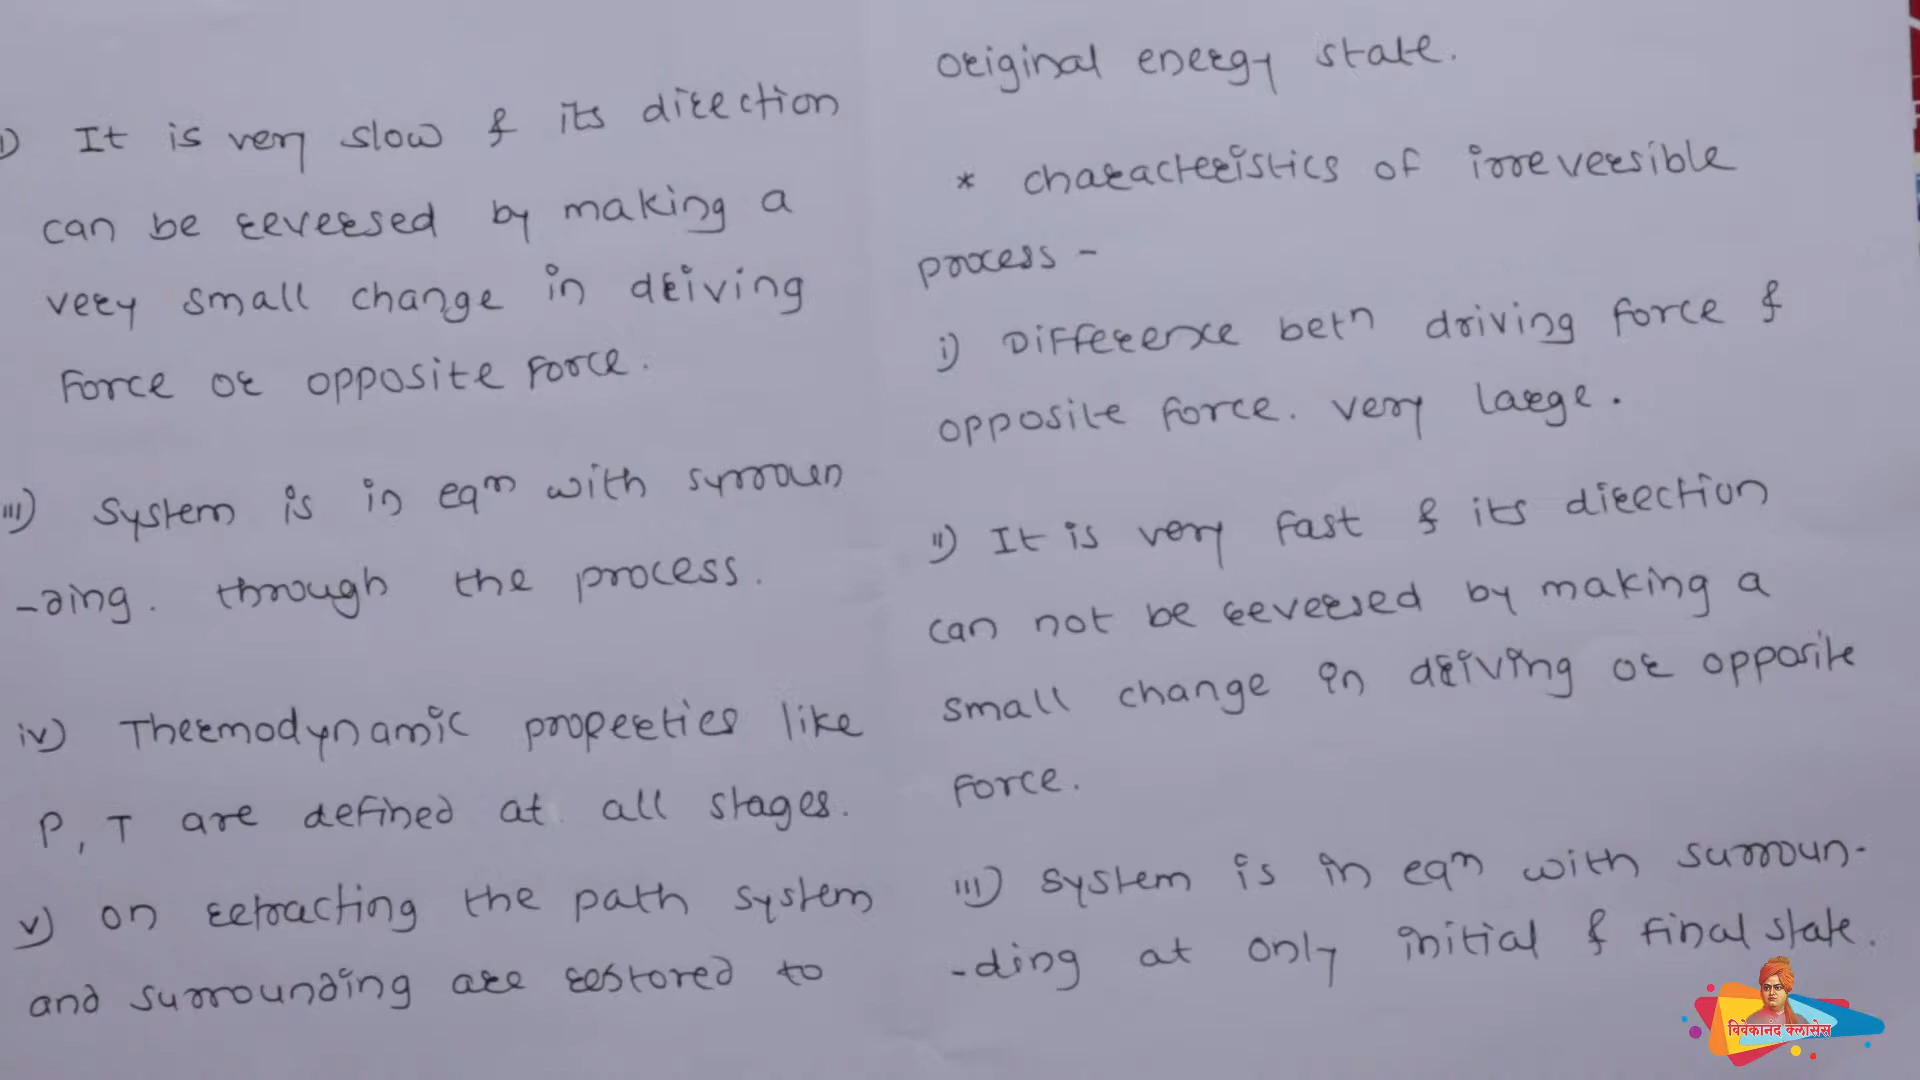 i) It is very slow & its direction
can be reversed by making a
very small change in driving
force or opposite force.
iii) System is in eqm with surroun
-ding. through the process.
iv) Thermodynamic properties like
P, T are defined at all stages.
v) on retracting the path system
and surrounding are restored to
original energy state.
* characteristics of irreversible
process -
i) Difference betn driving force &
opposite force. very large.
ii) It is very fast & its direction
can not be reversed by making a
small change in driving or opposite
force.
iii) system is in eqm with surroun-
-ding at only initial & final state.
विवेकानंद क्लासेस